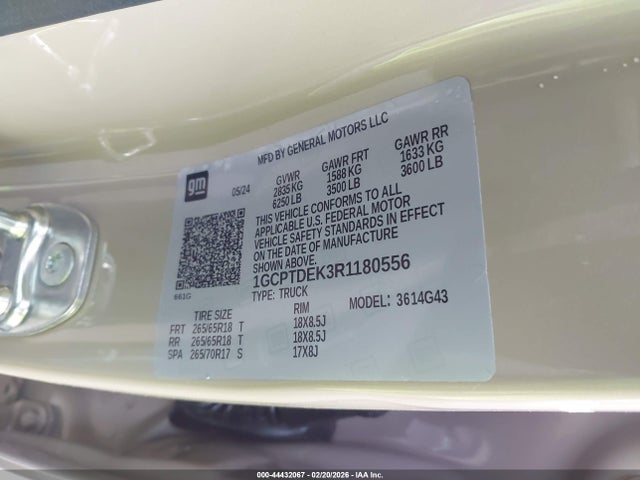 MFD BY GENERAL MOTORS LLC
gm
05/24
GVWR GAWR FRT GAWR RR
2835 KG 1588 KG 1633 KG
6250 LB 3500 LB 3600 LB
THIS VEHICLE CONFORMS TO ALL
APPLICABLE U.S. FEDERAL MOTOR
VEHICLE SAFETY STANDARDS IN EFFECT
ON THE DATE OF MANUFACTURE
SHOWN ABOVE.
1GCPTDEK3R1180556
661G
TYPE: TRUCK MODEL: 3614G43
TIRE SIZE RIM
FRT 265/65R18 T 18X8.5J
RR 265/65R18 T 18X8.5J
SPA 265/70R17 S 17X8J
000-44432067 - 02/20/2026 - IAA Inc.